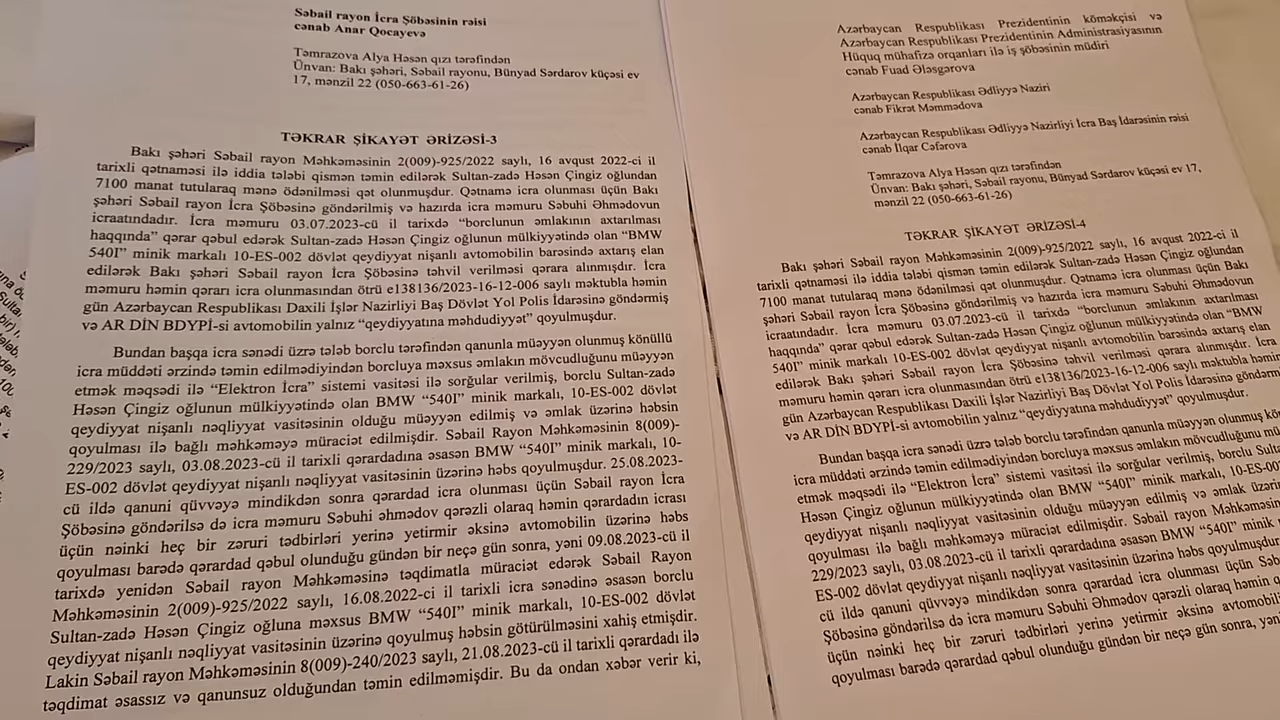 Səbail rayon İcra Şöbəsinin rəisi
cənab Anar Qocayevə
Təmrazova Alya Həsən qızı tərəfindən
Ünvan: Bakı şəhəri, Səbail rayonu, Bünyad Sərdarov küçəsi ev
17, mənzil 22 (050-663-61-26)
TƏKRAR ŞİKAYƏT ƏRİZƏSİ-3
Bakı şəhəri Səbail rayon Məhkəməsinin 2(009)-925/2022 saylı, 16 avqust 2022-ci il
tarixli qətnaməsi ilə iddia tələbi qismən təmin edilərək Sultan-zadə Həsən Çingiz oğlundan
7100 manat tutularaq mənə ödənilməsi qət olunmuşdur. Qətnamə icra olunması üçün Bakı
şəhəri Səbail rayon İcra Şöbəsinə göndərilmiş və hazırda icra məmuru Səbuhi Əhmədovun
icraatındadır. İcra məmuru 03.07.2023-cü il tarixdə “borclunun əmlakının axtarılması
haqqında” qərar qəbul edərək Sultan-zadə Həsən Çingiz oğlunun mülkiyyətində olan “BMW
540I” minik markalı 10-ES-002 dövlət qeydiyyat nişanlı avtomobilin barəsində axtarış elan
edilərək Bakı şəhəri Səbail rayon İcra Şöbəsinə təhvil verilməsi qərara alınmışdır. İcra
məmuru həmin qərarı icra olunmasından ötrü e138136/2023-16-12-006 saylı məktubla həmin
gün Azərbaycan Respublikası Daxili İşlər Nazirliyi Baş Dövlət Yol Polis İdarəsinə göndərmiş
və AR DİN BDYPİ-si avtomobilin yalnız “qeydiyyatına məhdudiyyət” qoyulmuşdur.
Bundan başqa icra sənədi üzrə tələb borclu tərəfindən qanunla müəyyən olunmuş könüllü
icra müddəti ərzində təmin edilmədiyindən borcluya məxsus əmlakın mövcudluğunu müəyyən
etmək məqsədi ilə “Elektron İcra” sistemi vasitəsi ilə sorğular verilmiş, borclu Sultan-zadə
Həsən Çingiz oğlunun mülkiyyətində olan BMW “540I” minik markalı, 10-ES-002 dövlət
qeydiyyat nişanlı nəqliyyat vasitəsinin olduğu müəyyən edilmiş və əmlak üzərinə həbsin
qoyulması ilə bağlı məhkəməyə müraciət edilmişdir. Səbail Rayon Məhkəməsinin 8(009)-
229/2023 saylı, 03.08.2023-cü il tarixli qərardadına əsasən BMW “540I” minik markalı, 10-
ES-002 dövlət qeydiyyat nişanlı nəqliyyat vasitəsinin üzərinə həbs qoyulmuşdur. 25.08.2023-
cü ildə qanuni qüvvəyə mindikdən sonra qərardad icra olunması üçün Səbail rayon İcra
Şöbəsinə göndərilsə də icra məmuru Səbuhi əhmədov qərəzli olaraq həmin qərardadın icrası
üçün nəinki heç bir zəruri tədbirləri yerinə yetirmir əksinə avtomobilin üzərinə həbs
qoyulması barədə qərardad qəbul olunduğu gündən bir neçə gün sonra, yəni 09.08.2023-cü il
tarixdə yenidən Səbail rayon Məhkəməsinə təqdimatla müraciət edərək Səbail Rayon
Məhkəməsinin 2(009)-925/2022 saylı, 16.08.2022-ci il tarixli icra sənədinə əsasən borclu
Sultan-zadə Həsən Çingiz oğluna məxsus BMW “540I” minik markalı, 10-ES-002 dövlət
qeydiyyat nişanlı nəqliyyat vasitəsinin üzərinə qoyulmuş həbsin götürülməsini xahiş etmişdir.
Lakin Səbail rayon Məhkəməsinin 8(009)-240/2023 saylı, 21.08.2023-cü il tarixli qərardadı ilə
təqdimat əsassız və qanunsuz olduğundan təmin edilməmişdir. Bu da ondan xəbər verir ki,
Azərbaycan Respublikası Prezidentinin köməkçisi və
Azərbaycan Respublikası Prezidentinin Administrasiyasının
Hüquq mühafizə orqanları ilə iş şöbəsinin müdiri
cənab Fuad Ələsgərova
Azərbaycan Respublikası Ədliyyə Naziri
cənab Fikrət Məmmədova
Azərbaycan Respublikası Ədliyyə Nazirliyi İcra Baş İdarəsinin rəisi
cənab İlqar Cəfərova
Təmrazova Alya Həsən qızı tərəfindən
Ünvan: Bakı şəhəri, Səbail rayonu, Bünyad Sərdarov küçəsi ev 17,
mənzil 22 (050-663-61-26)
TƏKRAR ŞİKAYƏT ƏRİZƏSİ-4
Bakı şəhəri Səbail rayon Məhkəməsinin 2(009)-925/2022 saylı, 16 avqust 2022-ci il
tarixli qətnaməsi ilə iddia tələbi qismən təmin edilərək Sultan-zadə Həsən Çingiz oğlundan
7100 manat tutularaq mənə ödənilməsi qət olunmuşdur. Qətnamə icra olunması üçün Bakı
şəhəri Səbail rayon İcra Şöbəsinə göndərilmiş və hazırda icra məmuru Səbuhi Əhmədovun
icraatındadır. İcra məmuru 03.07.2023-cü il tarixdə “borclunun əmlakının axtarılması
haqqında” qərar qəbul edərək Sultan-zadə Həsən Çingiz oğlunun mülkiyyətində olan “BMW
540I” minik markalı 10-ES-002 dövlət qeydiyyat nişanlı avtomobilin barəsində axtarış elan
edilərək Bakı şəhəri Səbail rayon İcra Şöbəsinə təhvil verilməsi qərara alınmışdır. İcra
məmuru həmin qərarı icra olunmasından ötrü e138136/2023-16-12-006 saylı məktubla həmin
gün Azərbaycan Respublikası Daxili İşlər Nazirliyi Baş Dövlət Yol Polis İdarəsinə göndərm
və AR DİN BDYPİ-si avtomobilin yalnız “qeydiyyatına məhdudiyyət” qoyulmuşdur.
Bundan başqa icra sənədi üzrə tələb borclu tərəfindən qanunla müəyyən olunmuş kö
icra müddəti ərzində təmin edilmədiyindən borcluya məxsus əmlakın mövcudluğunu mü
etmək məqsədi ilə “Elektron İcra” sistemi vasitəsi ilə sorğular verilmiş, borclu Sulta
Həsən Çingiz oğlunun mülkiyyətində olan BMW “540I” minik markalı, 10-ES-00
qeydiyyat nişanlı nəqliyyat vasitəsinin olduğu müəyyən edilmiş və əmlak üzərin
qoyulması ilə bağlı məhkəməyə müraciət edilmişdir. Səbail rayon Məhkəməsin
229/2023 saylı, 03.08.2023-cü il tarixli qərardadına əsasən BMW “540I” minik
ES-002 dövlət qeydiyyat nişanlı nəqliyyat vasitəsinin üzərinə həbs qoyulmuşdur
cü ildə qanuni qüvvəyə mindikdən sonra qərardad icra olunması üçün Səb
Şöbəsinə göndərilsə də icra məmuru Səbuhi Əhmədov qərəzli olaraq həmin q
üçün nəinki heç bir zəruri tədbirləri yerinə yetirmir əksinə avtomobil
qoyulması barədə qərardad qəbul olunduğu gündən bir neçə gün sonra, yən